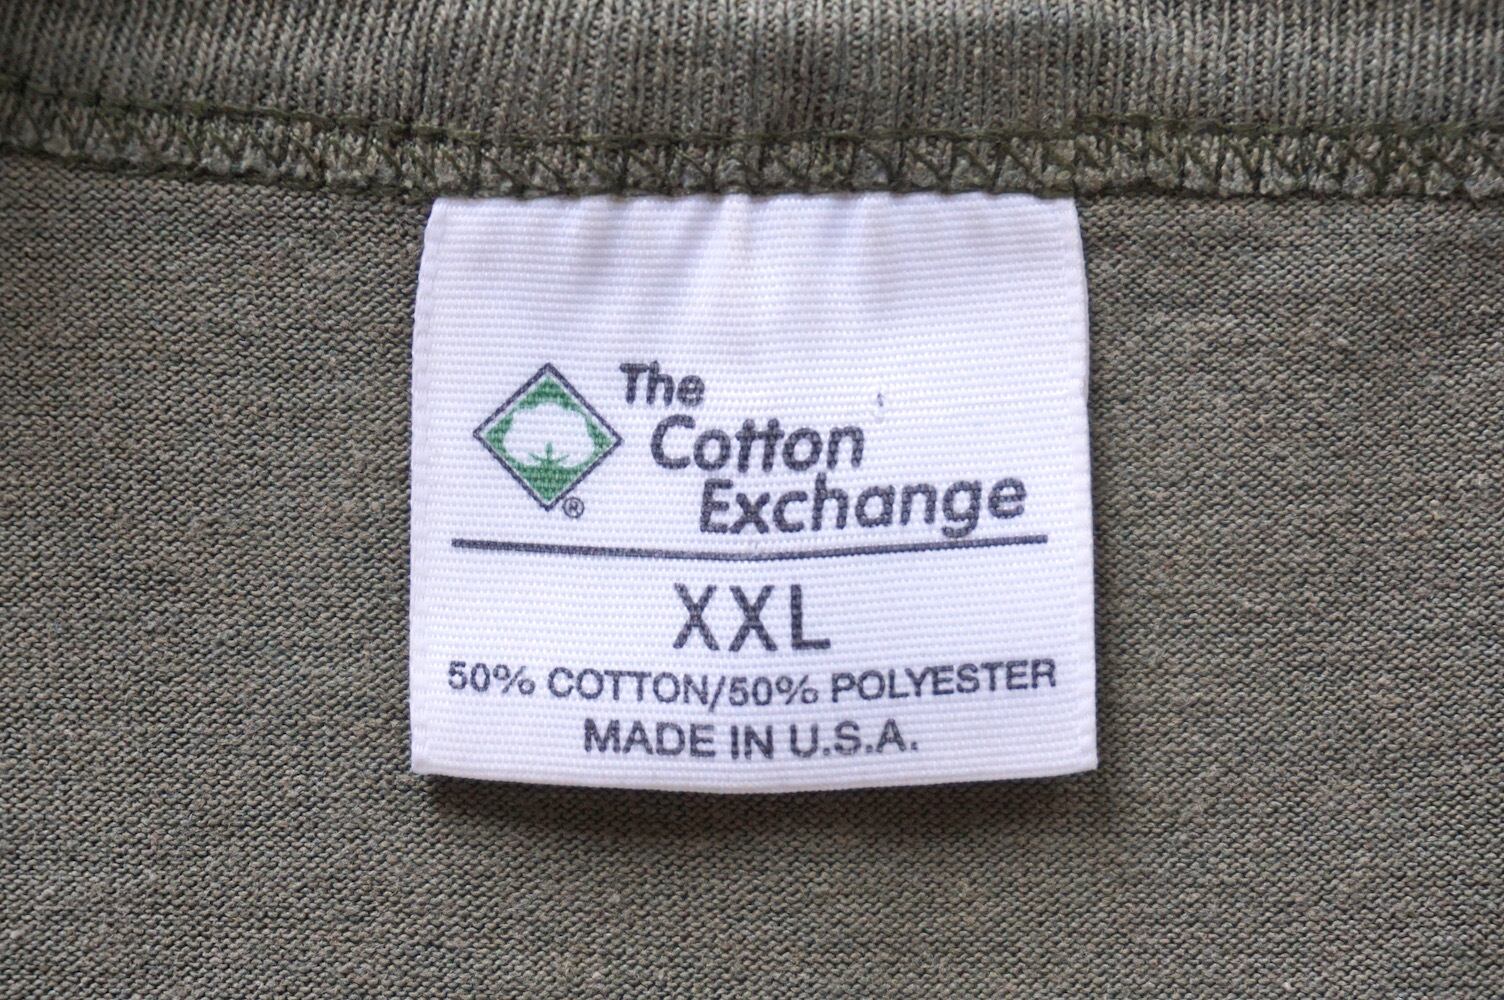 The
Cotton
Exchange
®
XXL
50% COTTON/50% POLYESTER
MADE IN U.S.A.